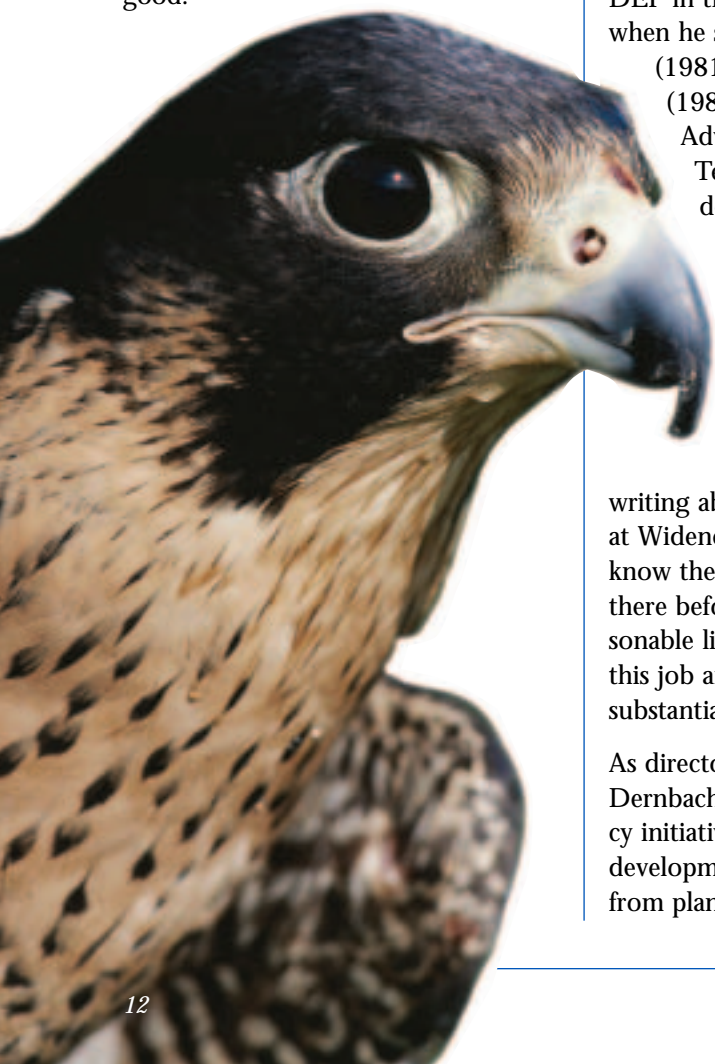 good.
DEP in th
when he s
(1981
(198
Adv
Te
d
writing ab
at Widene
know the
there befo
sonable li
this job a
substantia
As directo
Dernbach
cy initiativ
developm
from plan
12